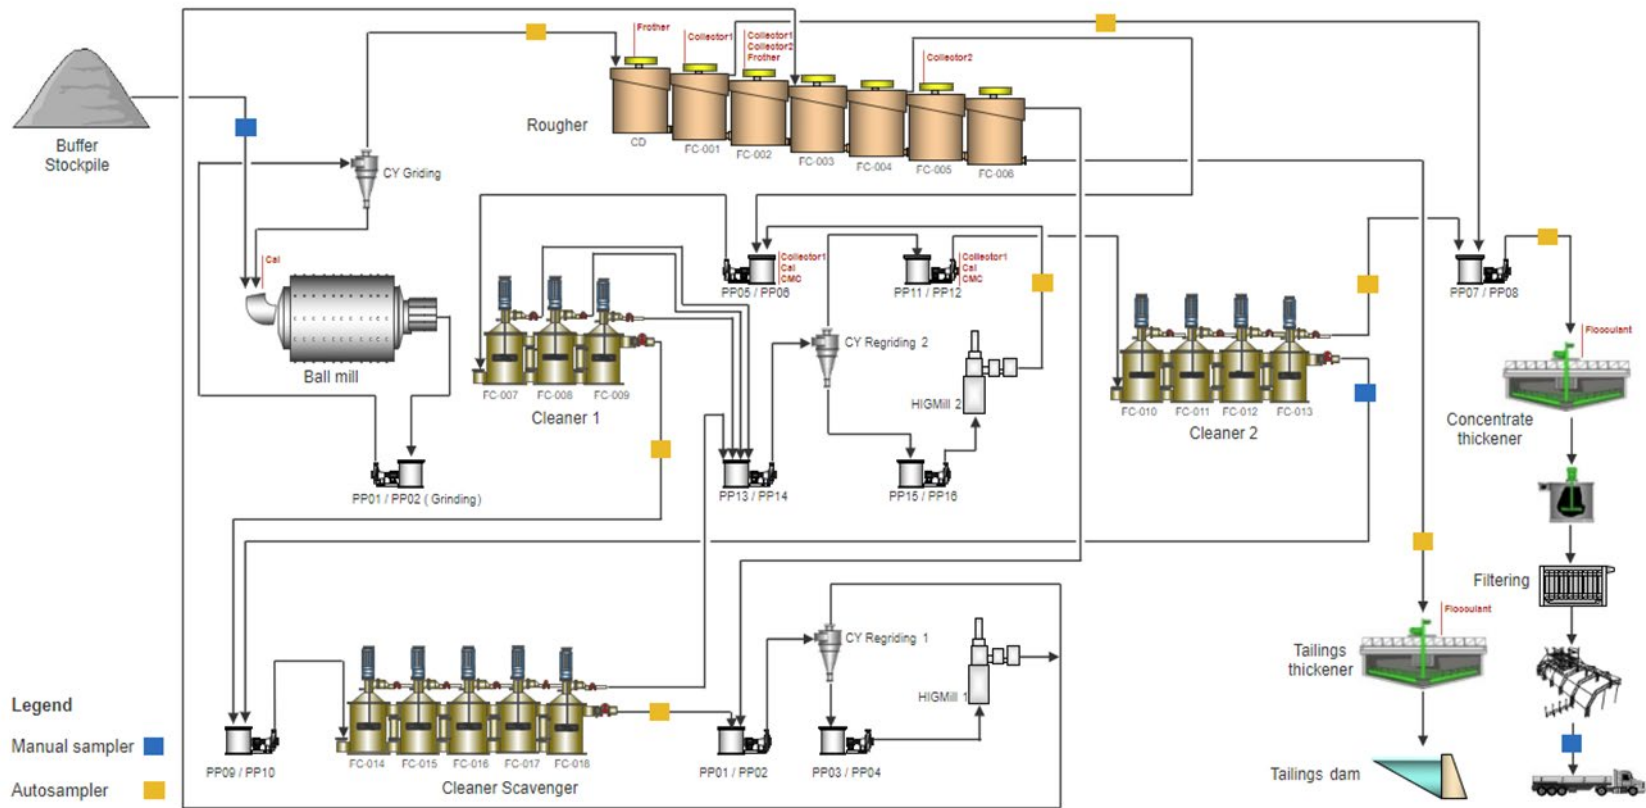 Frother
Collector1
Collector1
Collector2
Frother
Collector2
Buffer
Stockpile
Rougher
CD
FC-001
FC-002
FC-003
FC-004
FC-005
FC-006
CY Griding
Cal
Ball mill
PP01 / PP02 ( Grinding)
FC-007
FC-008
FC-009
Cleaner 1
PP05 / PP06
Collector1
Cal
CMC
PP11 / PP12
Collector1
Cal
CMC
CY Regriding 2
HIGMill 2
PP13 / PP14
PP15 / PP16
FC-010
FC-011
FC-012
FC-013
Cleaner 2
PP07 / PP08
Flooculant
Concentrate
thickener
Filtering
Flooculant
Tailings
thickener
Tailings dam
CY Regriding 1
HIGMill 1
PP09 / PP10
FC-014
FC-015
FC-016
FC-017
FC-018
Cleaner Scavenger
PP01 / PP02
PP03 / PP04
Legend
Manual sampler
Autosampler